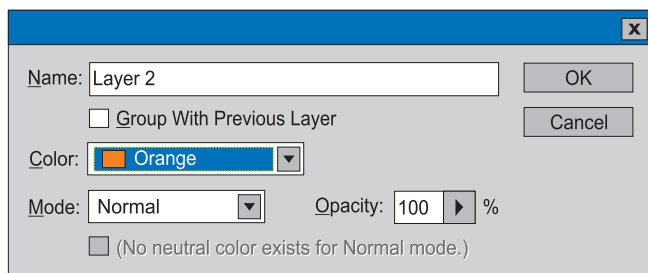 x
Name: Layer 2 OK
Group With Previous Layer
Cancel
Color: Orange
Mode: Normal Opacity: 100 %
(No neutral color exists for Normal mode.)